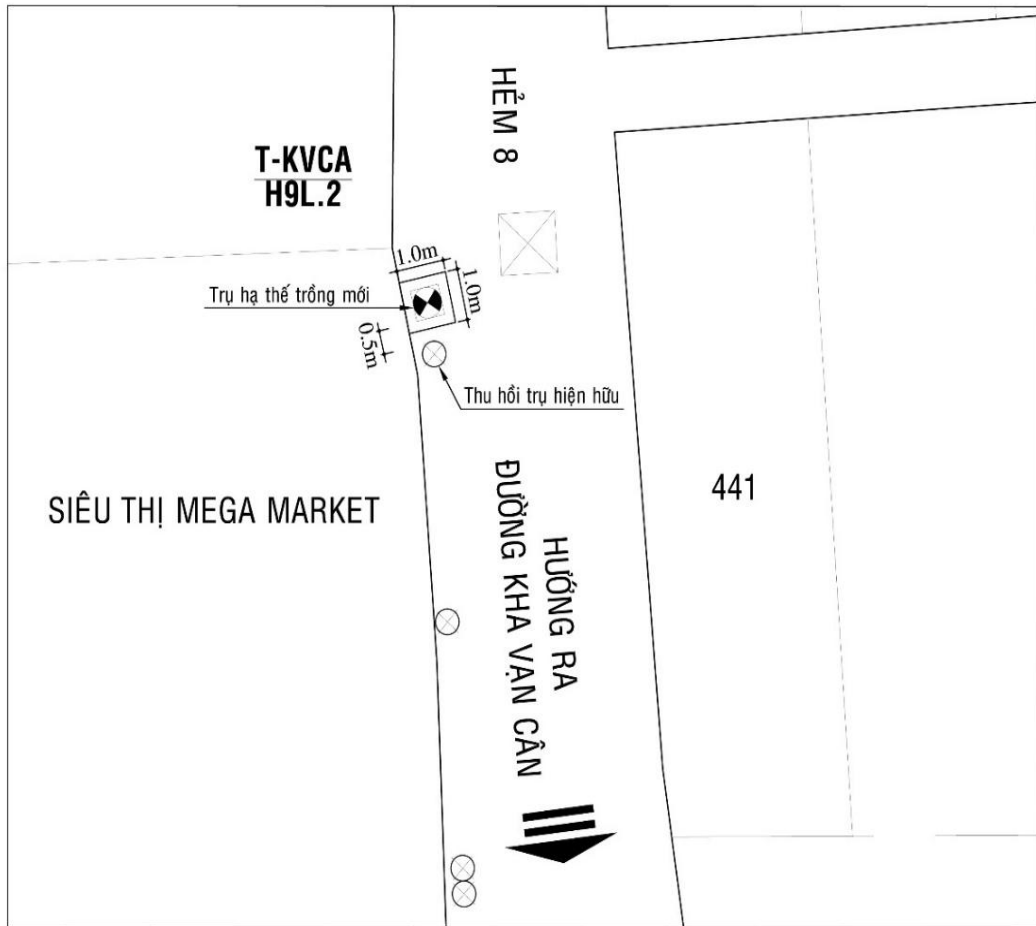 HẺM 8
T-KVCA
H9L.2
1.0m
1.0m
Trụ hạ thế trồng mới
0.5m
Thu hồi trụ hiện hữu
SIÊU THỊ MEGA MARKET
441
HƯỚNG RA
ĐƯỜNG KHA VẠN CÂN